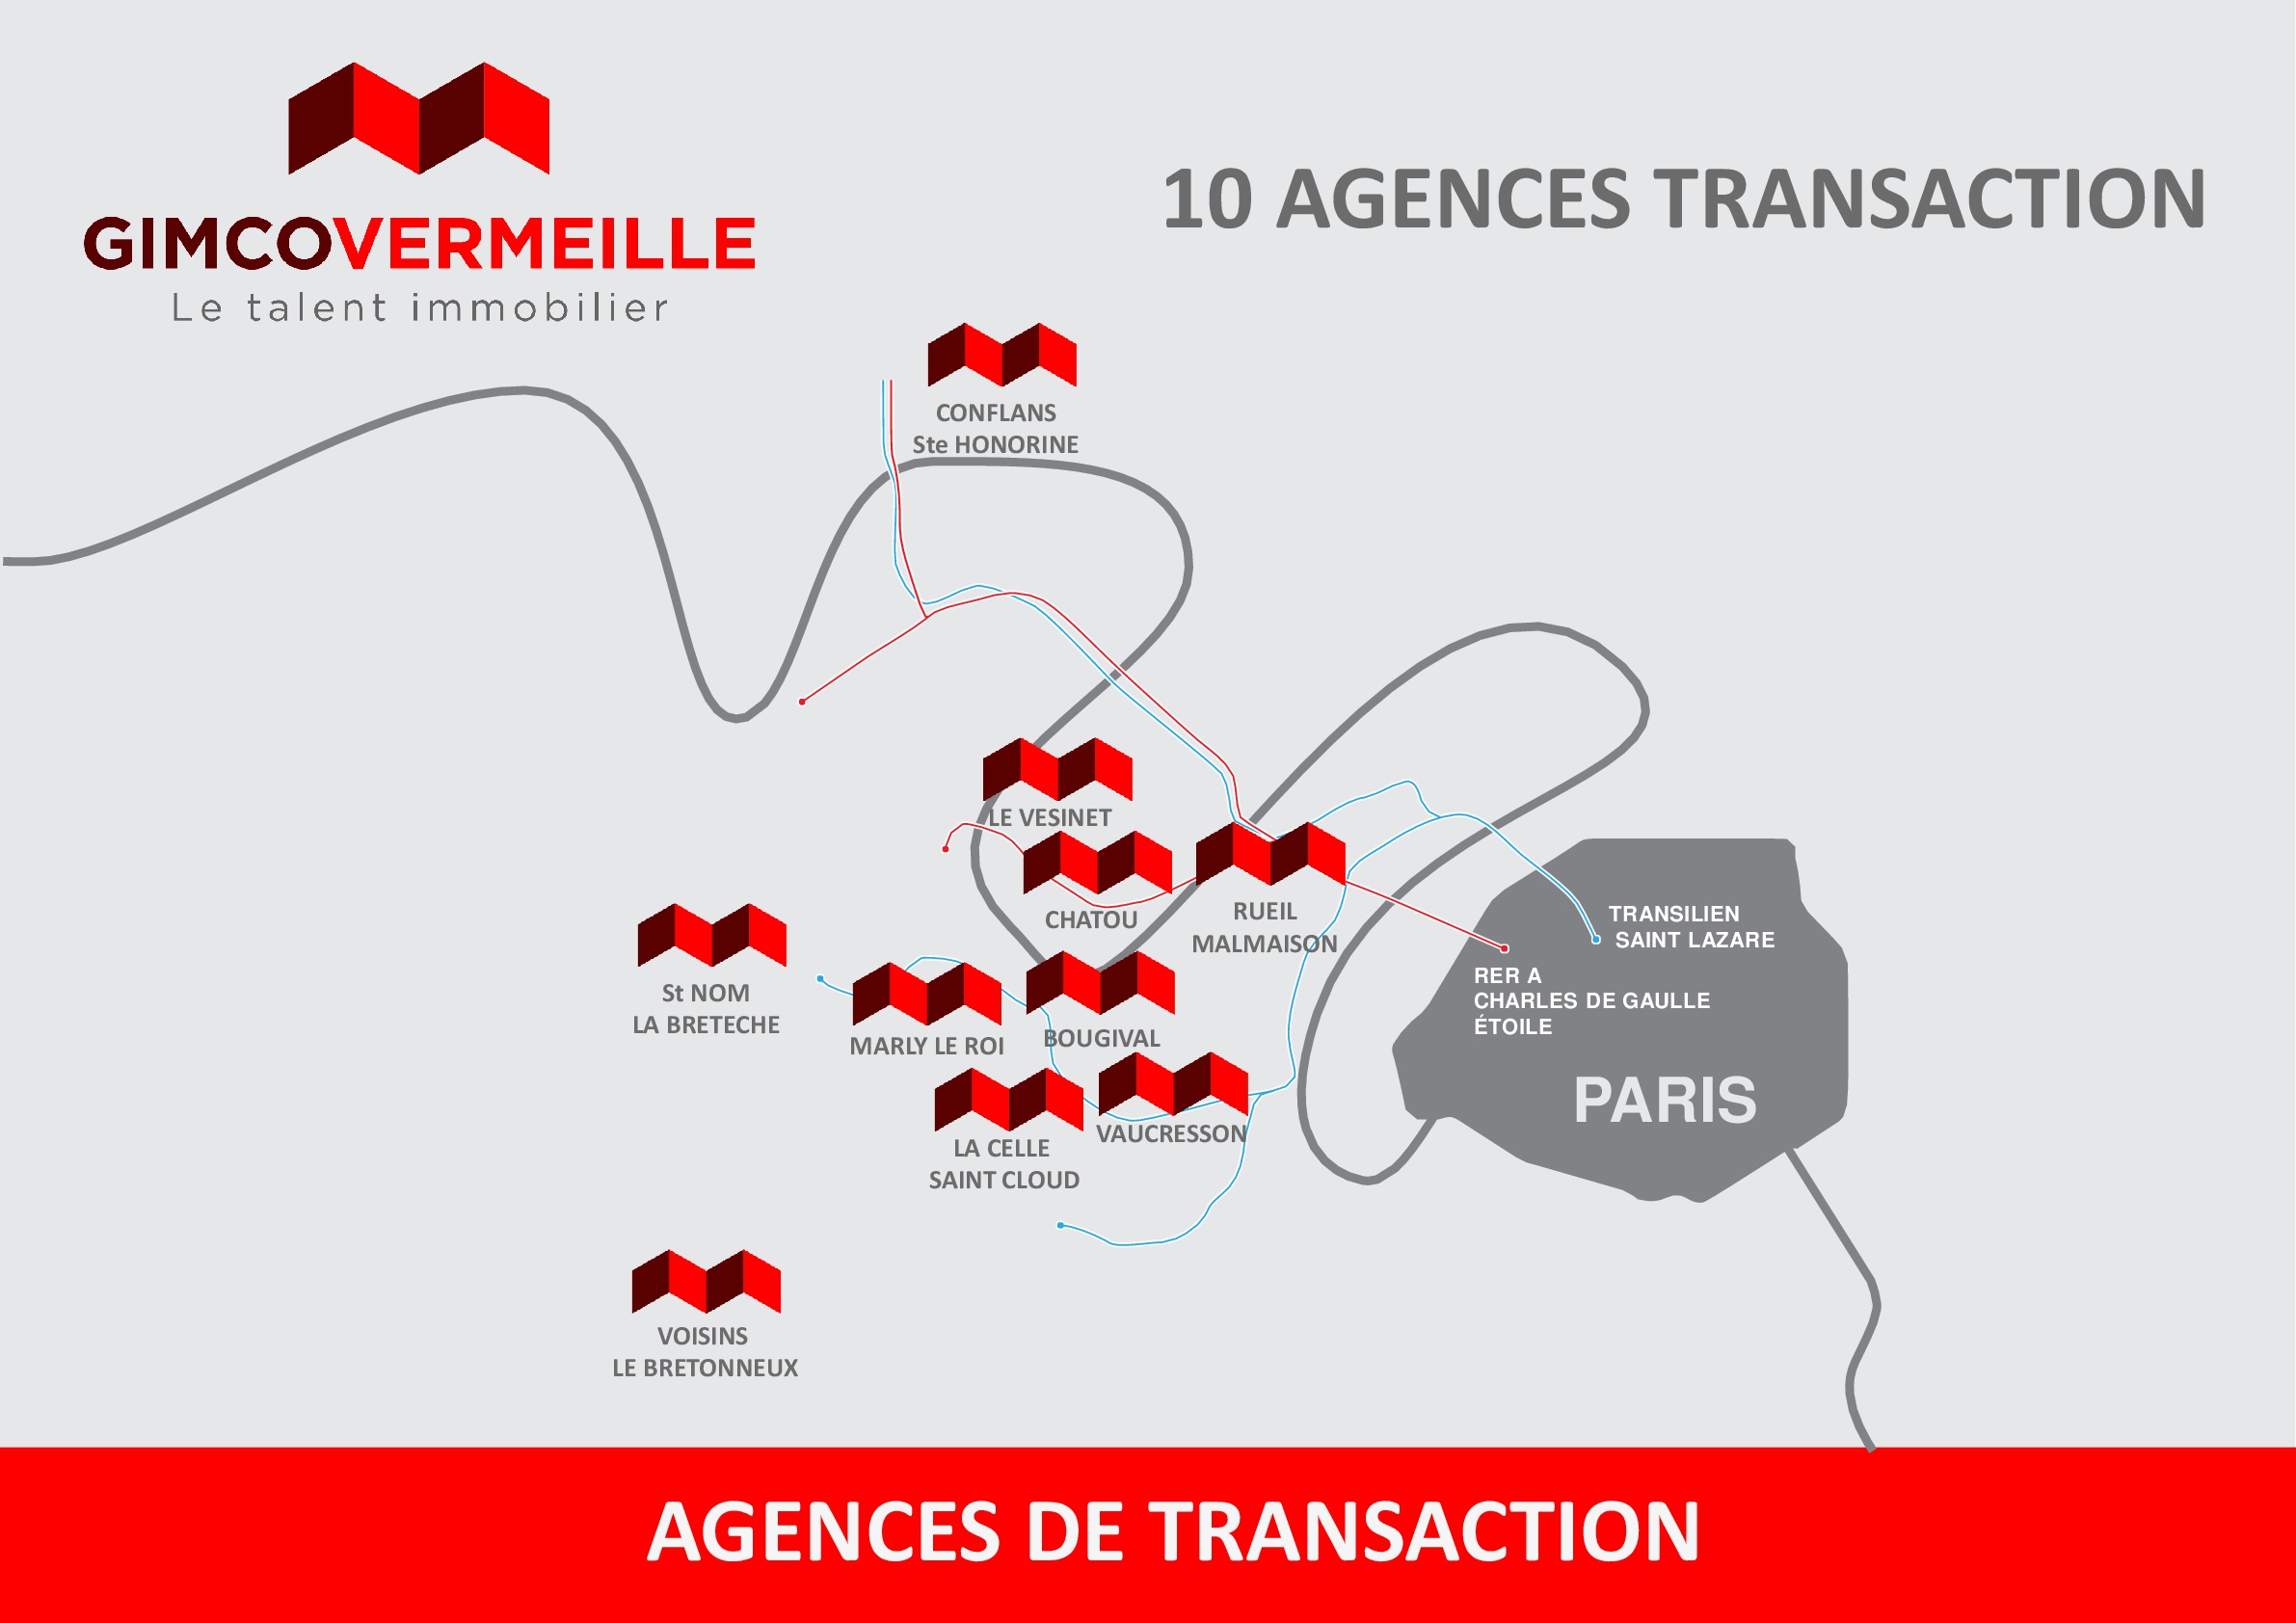 GIMCOVERMEILLE
Le talent immobilier
10 AGENCES TRANSACTION
CONFLANS
Ste HONORINE
LE VESINET
CHATOU
RUEIL
MALMAISON
TRANSILIEN
SAINT LAZARE
RER A
CHARLES DE GAULLE
ÉTOILE
PARIS
St NOM
LA BRETECHE
MARLY LE ROI
BOUGIVAL
LA CELLE
SAINT CLOUD
VAUCRESSON
VOISINS
LE BRETONNEUX
AGENCES DE TRANSACTION